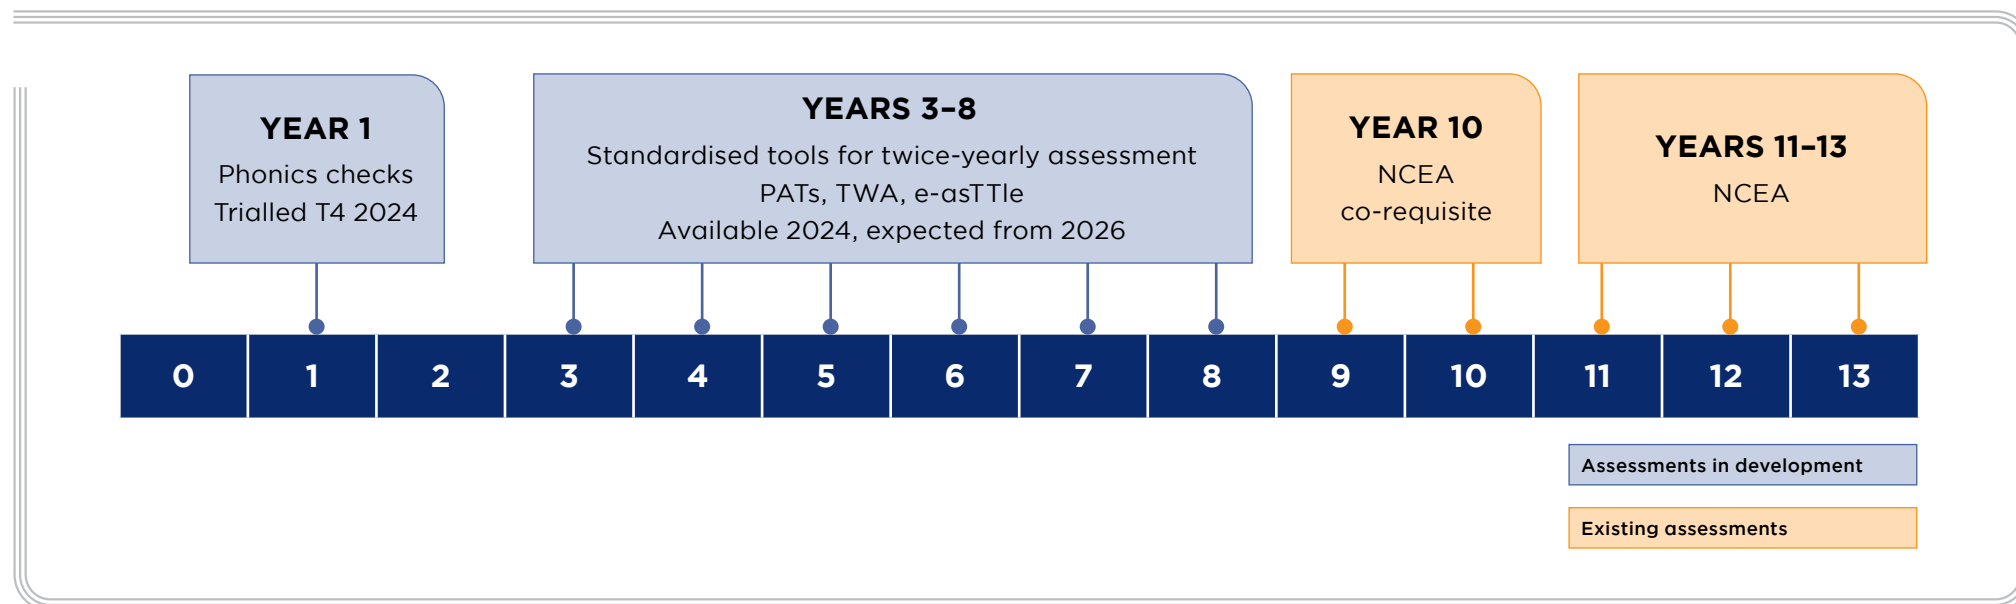 YEAR 1
Phonics checks
Trialled T4 2024
YEARS 3–8
Standardised tools for twice-yearly assessment
PATs, TWA, e-asTTle
Available 2024, expected from 2026
YEAR 10
NCEA
co-requisite
YEARS 11–13
NCEA
0 1 2 3 4 5 6 7 8 9 10 11 12 13
Assessments in development
Existing assessments